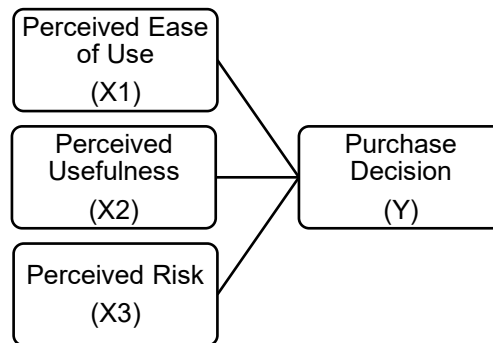 Perceived Ease
of Use
(X1)
Perceived
Usefulness
(X2)
Perceived Risk
(X3)
Purchase
Decision
(Y)